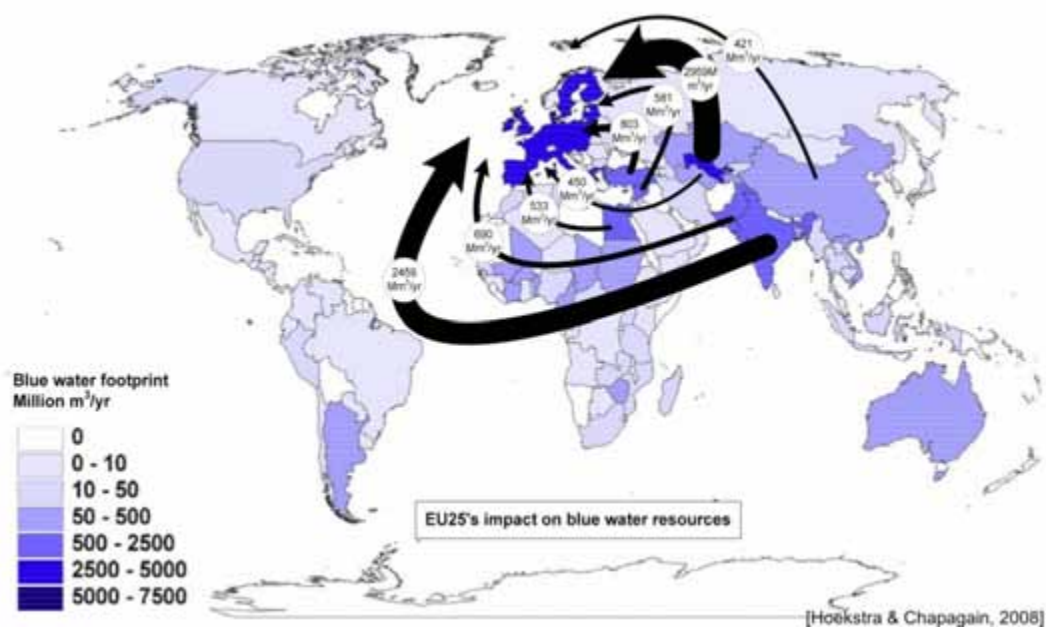 421
Mm³/yr
2969M
m³/yr
581
Mm³/yr
803
Mm³/yr
450
Mm³/yr
533
Mm³/yr
690
Mm³/yr
Mm³/yr
Blue water footprint
Million m³/yr
0
0 - 10
10 - 50
50 - 500
500 - 2500
2500 - 5000
5000 - 7500
EU25's impact on blue water resources
[Hoekstra & Chapagain, 2008]